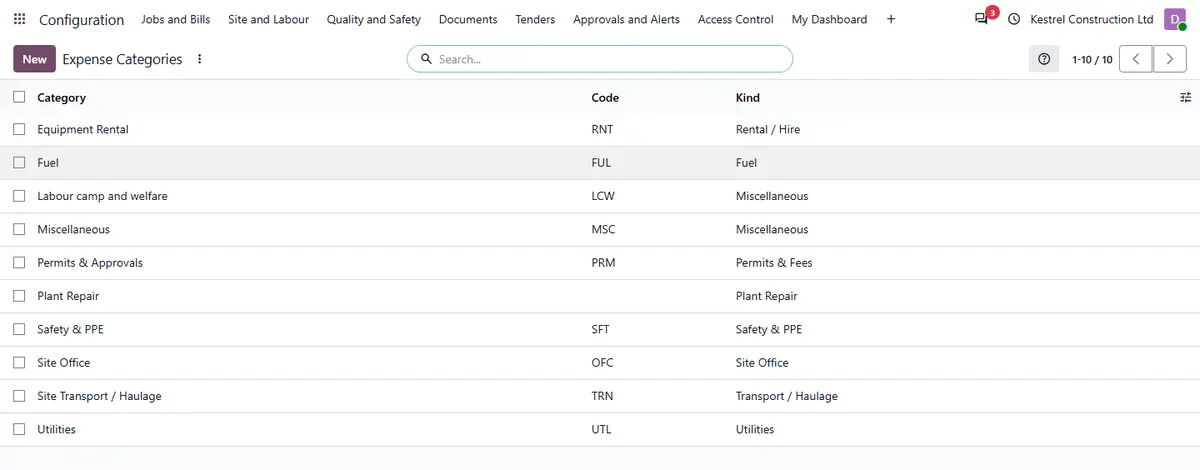 Configuration Jobs and Bills Site and Labour Quality and Safety Documents Tenders Approvals and Alerts Access Control My Dashboard + 3 Kestrel Construction Ltd D
New Expense Categories Search... 1-10 / 10
Category Code Kind
Equipment Rental RNT Rental / Hire
Fuel FUL Fuel
Labour camp and welfare LCW Miscellaneous
Miscellaneous MSC Miscellaneous
Permits & Approvals PRM Permits & Fees
Plant Repair Plant Repair
Safety & PPE SFT Safety & PPE
Site Office OFC Site Office
Site Transport / Haulage TRN Transport / Haulage
Utilities UTL Utilities